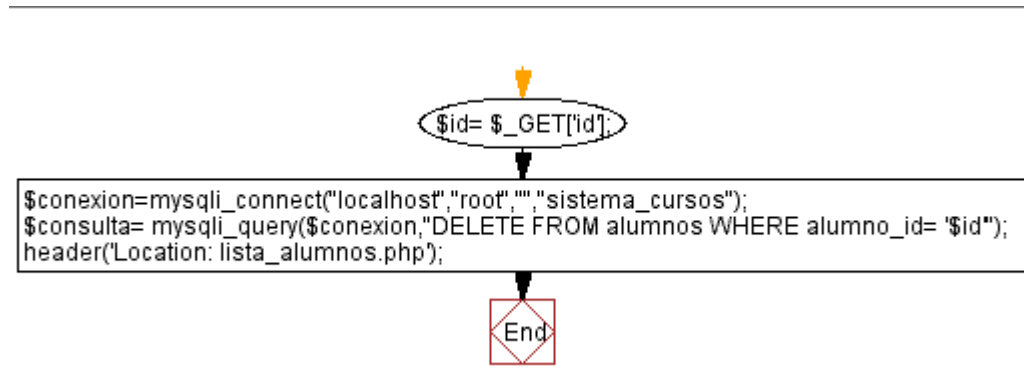 $id= $_GET['id'];
$conexion=mysqli_connect("localhost","root","","sistema_cursos");
$consulta= mysqli_query($conexion,"DELETE FROM alumnos WHERE alumno_id= '$id'");
header('Location: lista_alumnos.php');
End